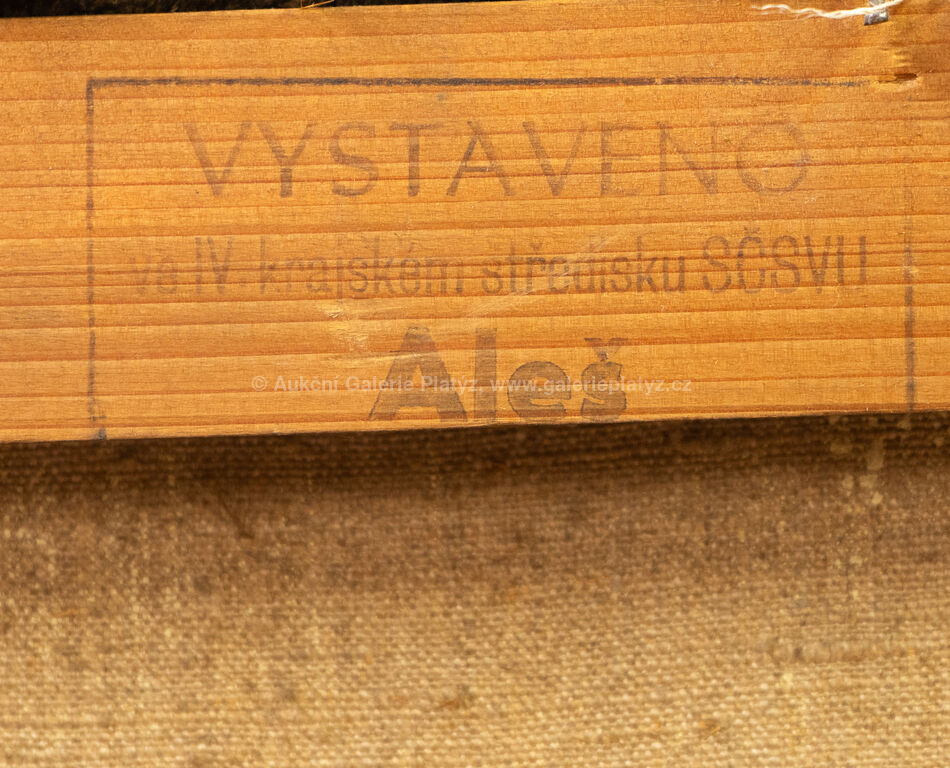 VYSTAVENO
ve IV. krajském středisku SČSVU
Aleš
© Aukční Galerie Platyz, www.galerieplatyz.cz